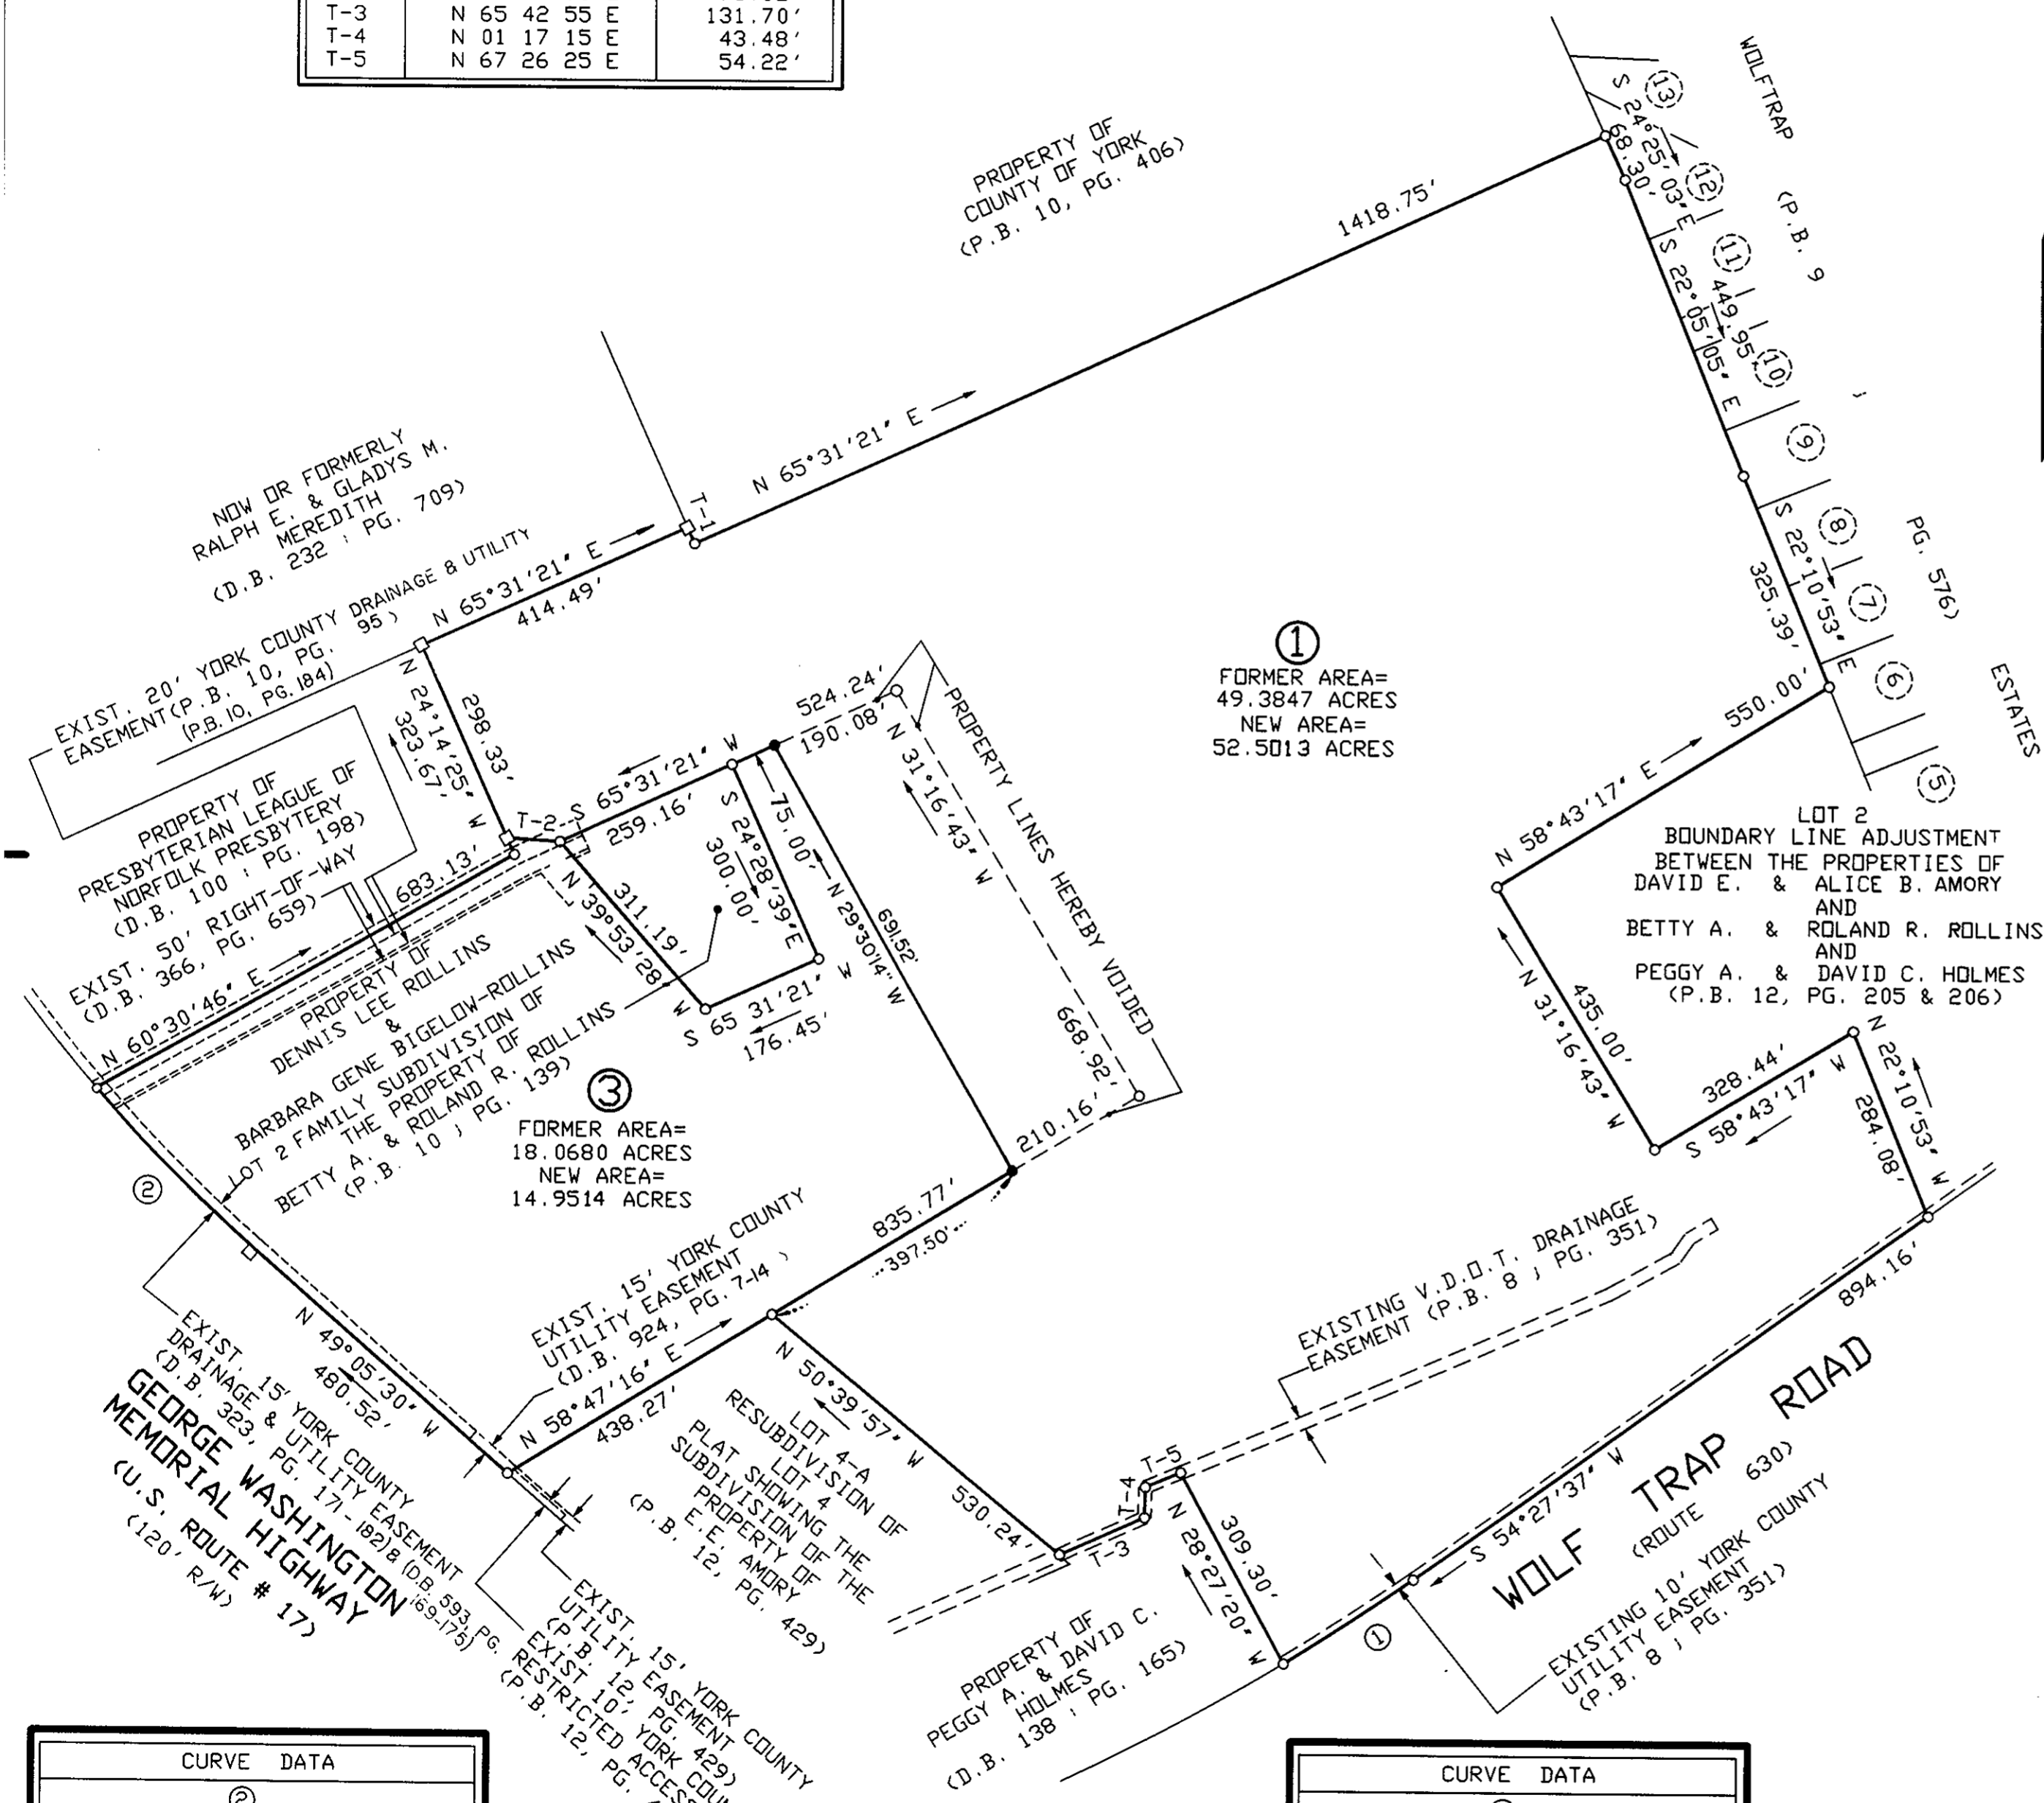 T-3 N 65 42 55 E 131.70'
T-4 N 01 17 15 E 43.48'
T-5 N 67 26 25 E 54.22'
PROPERTY OF
COUNTY OF YORK
(P.B. 10, PG. 406)
1418.75'
N 65°31'21" E
T-1
WOLFTRAP
(P.B. 9
;
PG. 576)
ESTATES
13
12
11
10
9
8
7
6
5
S 24°25'03" E
68.30'
S 22°05'05" E
449.95'
S 22°10'53" E
325.39'
NOW OR FORMERLY
RALPH E. & GLADYS M.
MEREDITH
(D.B. 232 ; PG. 709)
N 65°31'21" E
414.49'
EXIST. 20' YORK COUNTY DRAINAGE & UTILITY
EASEMENT (P.B. 10, PG. 95)
(P.B. 10, PG. 184)
N 24°14'25" W
323.67'
298.33'
PROPERTY OF
PRESBYTERIAN LEAGUE OF
NORFOLK PRESBYTERY
(D.B. 100 ; PG. 198)
EXIST. 50' RIGHT-OF-WAY
(D.B. 366, PG. 659)
683.13'
N 60°30'46" E
T-2
S 65°31'21" W
259.16'
524.24'
190.08'
75.00'
S 24°28'39" E
300.00'
N 39°53'28 W
311.19'
S 65 31'21" W
176.45'
N 29°30'14" W
691.52'
N 31°16'43" W
668.92'
PROPERTY LINES HEREBY VOIDED
210.16'
1
FORMER AREA=
49.3847 ACRES
NEW AREA=
52.5013 ACRES
550.00'
N 58°43'17" E
LOT 2
BOUNDARY LINE ADJUSTMENT
BETWEEN THE PROPERTIES OF
DAVID E. & ALICE B. AMORY
AND
BETTY A. & ROLAND R. ROLLINS
AND
PEGGY A. & DAVID C. HOLMES
(P.B. 12, PG. 205 & 206)
N 31°16'43" W
435.00'
328.44'
S 58°43'17" W
N 22°10'53" W
284.08'
PROPERTY OF
DENNIS LEE ROLLINS
&
BARBARA GENE BIGELOW-ROLLINS
LOT 2 FAMILY SUBDIVISION OF
THE PROPERTY OF
BETTY A. & ROLAND R. ROLLINS
(P.B. 10 ; PG. 139)
3
FORMER AREA=
18.0680 ACRES
NEW AREA=
14.9514 ACRES
2
835.77'
397.50'
EXIST. 15' YORK COUNTY
UTILITY EASEMENT
(D.B. 924, PG. 7-14 )
N 58°47'16" E
438.27'
N 49°05'30" W
480.52'
EXIST. 15' YORK COUNTY
DRAINAGE & UTILITY EASEMENT
(D.B. 323, PG. 171 - 182) & (D.B. 593, PG.
169-175)
GEORGE WASHINGTON
MEMORIAL HIGHWAY
(U.S. ROUTE # 17)
(120' R/W)
N 50°39'57" W
530.24'
LOT 4-A
RESUBDIVISION OF
LOT 4
PLAT SHOWING THE
SUBDIVISION OF THE
PROPERTY OF
E.E. AMORY
(P.B. 12, PG. 429)
EXISTING V.D.O.T. DRAINAGE
EASEMENT (P.B. 8 ; PG. 351)
T-5
T-4
T-3
N 28°27'20" W
309.30'
894.16'
S 54°27'37" W
WOLF TRAP ROAD
(ROUTE 630)
1
EXISTING 10' YORK COUNTY
UTILITY EASEMENT
(P.B. 8 ; PG. 351)
PROPERTY OF
PEGGY A. & DAVID C.
HOLMES
(D.B. 138 ; PG. 165)
EXIST. 15' YORK COUNTY
UTILITY EASEMENT
(P.B. 12, PG. 429)
EXIST 10' YORK
RESTRICTED ACCESS
(P.B. 12, PG.
CURVE DATA
2
CURVE DATA